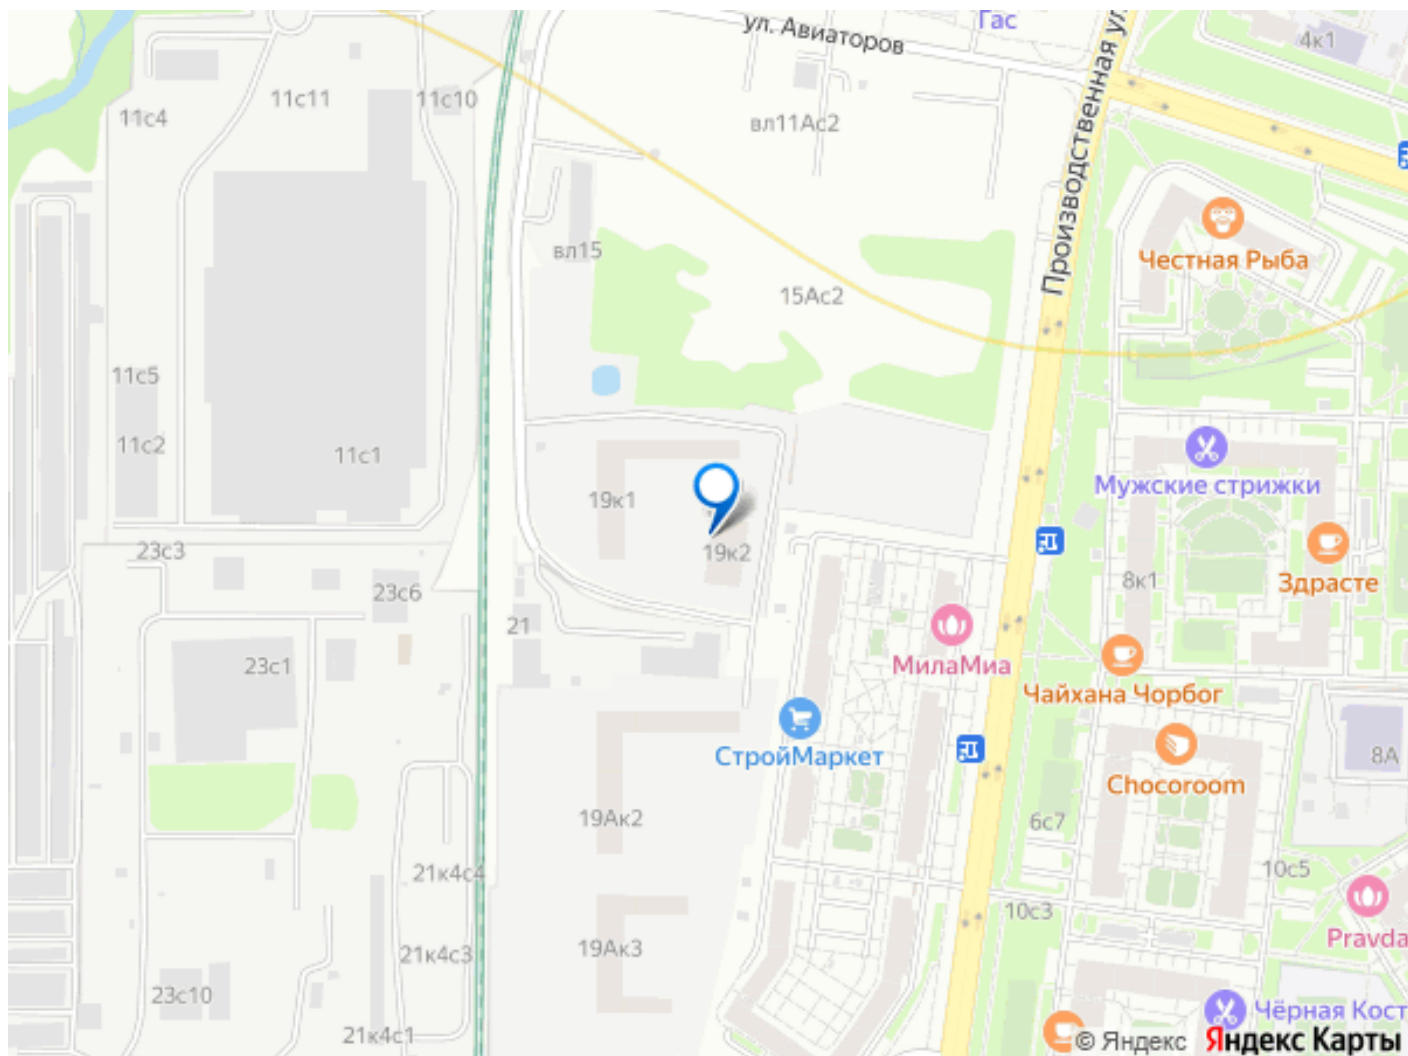 Гас
ул. Авиаторов
Производственная ул.
4к1
11с11
11с10
11с4
вл11Ас2
Честная Рыба
вл15
15Ас2
11с5
11с2
11с1
Мужские стрижки
19к1
19к2
23с3
23с6
8к1
Здрасте
21
23с1
МилаМиа
Чайхана Чорбог
СтройМаркет
8А
Chocoroom
19Ак2
6с7
21к4с4
10с5
10с3
19Ак3
21к4с3
Pravda
23с10
21к4с1
Чёрная Кост
© Яндекс Яндекс Карты